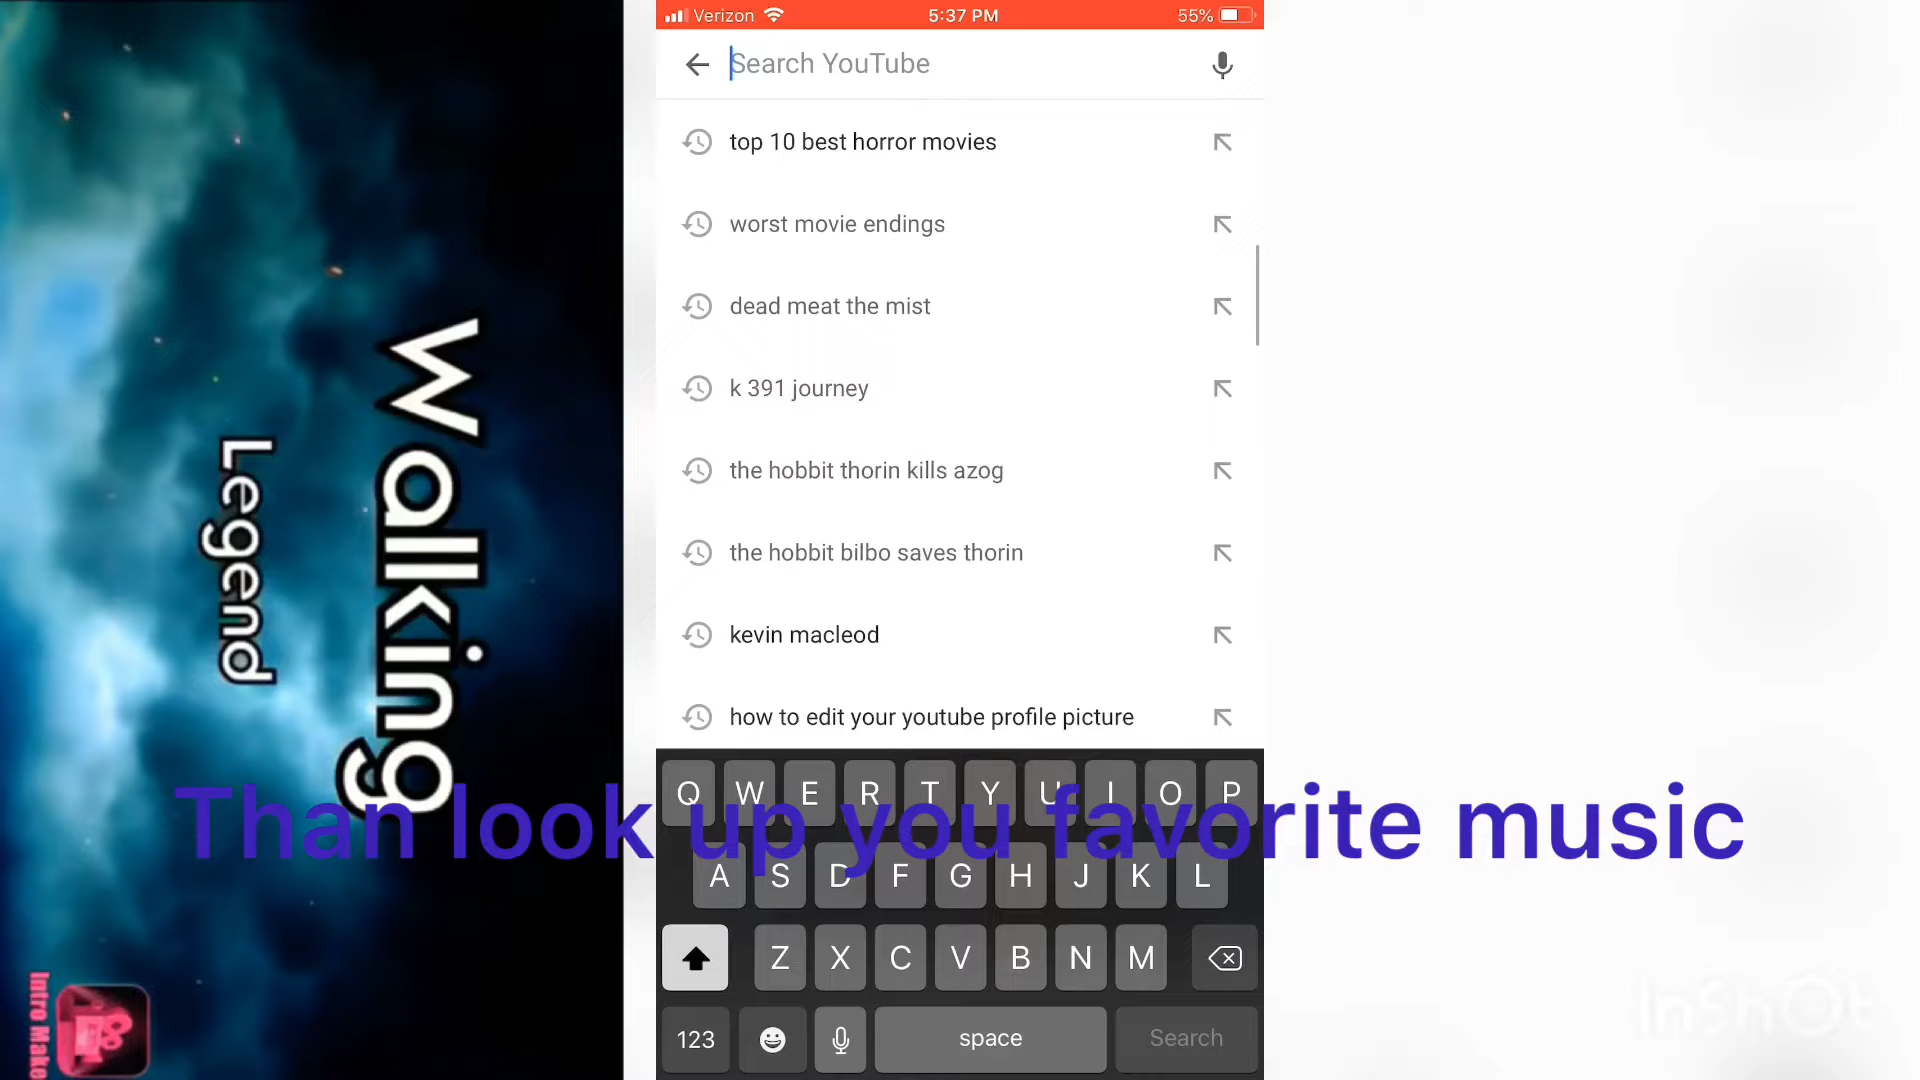 Walking
Legend
Intro Make
Verizon
5:37 PM
55%
Search YouTube
top 10 best horror movies
worst movie endings
dead meat the mist
k 391 journey
the hobbit thorin kills azog
the hobbit bilbo saves thorin
kevin macleod
how to edit your youtube profile picture
Q W E R T Y U I O P
Than look up you favorite music
A S D F G H J K L
Z X C V B N M
123
space
Search
InShOt